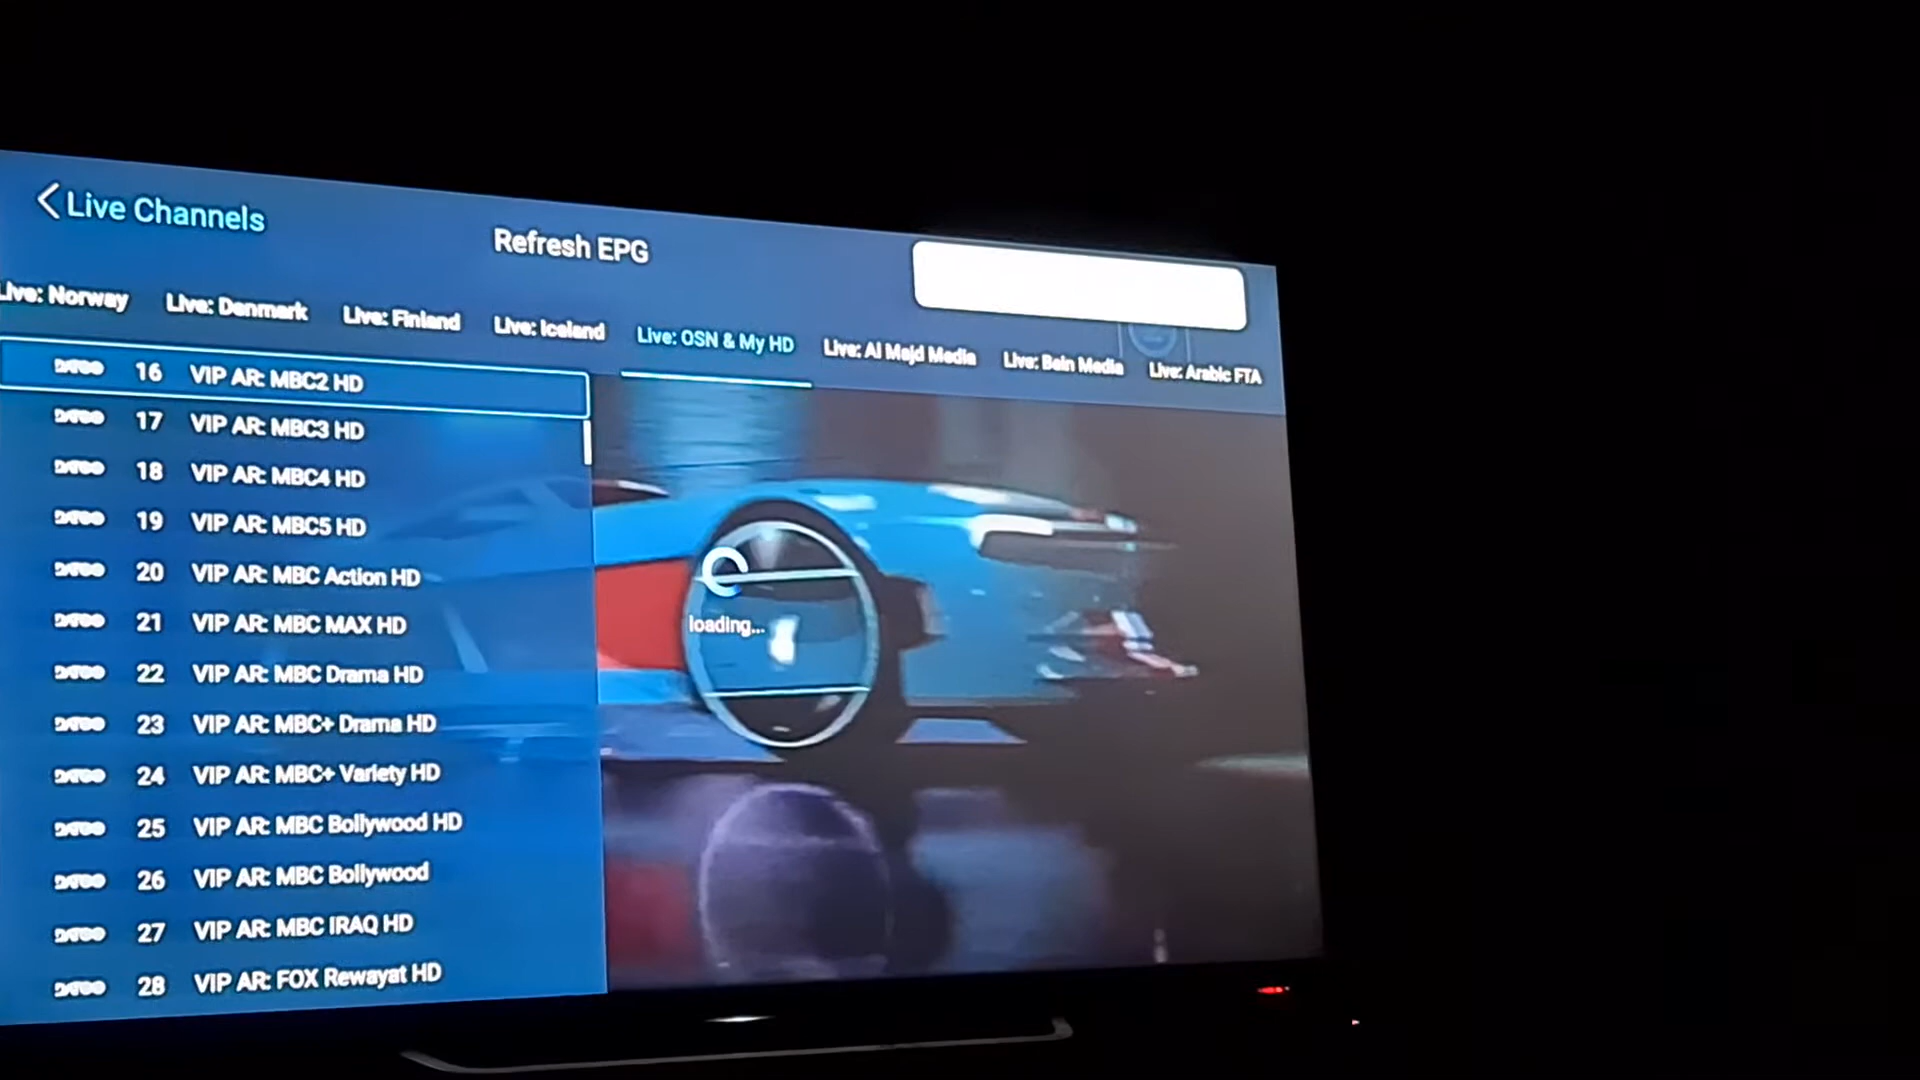 Live Channels
Refresh EPG
Live: Norway Live: Denmark Live: Finland Live: Iceland Live: OSN & My HD Live: Al Majd Media Live: Bein Media Live: Arabic FTA
16 VIP AR: MBC2 HD
17 VIP AR: MBC3 HD
18 VIP AR: MBC4 HD
19 VIP AR: MBC5 HD
20 VIP AR: MBC Action HD
21 VIP AR: MBC MAX HD
22 VIP AR: MBC Drama HD
23 VIP AR: MBC+ Drama HD
24 VIP AR: MBC+ Variety HD
25 VIP AR: MBC Bollywood HD
26 VIP AR: MBC Bollywood
27 VIP AR: MBC IRAQ HD
28 VIP AR: FOX Rewayat HD
loading...